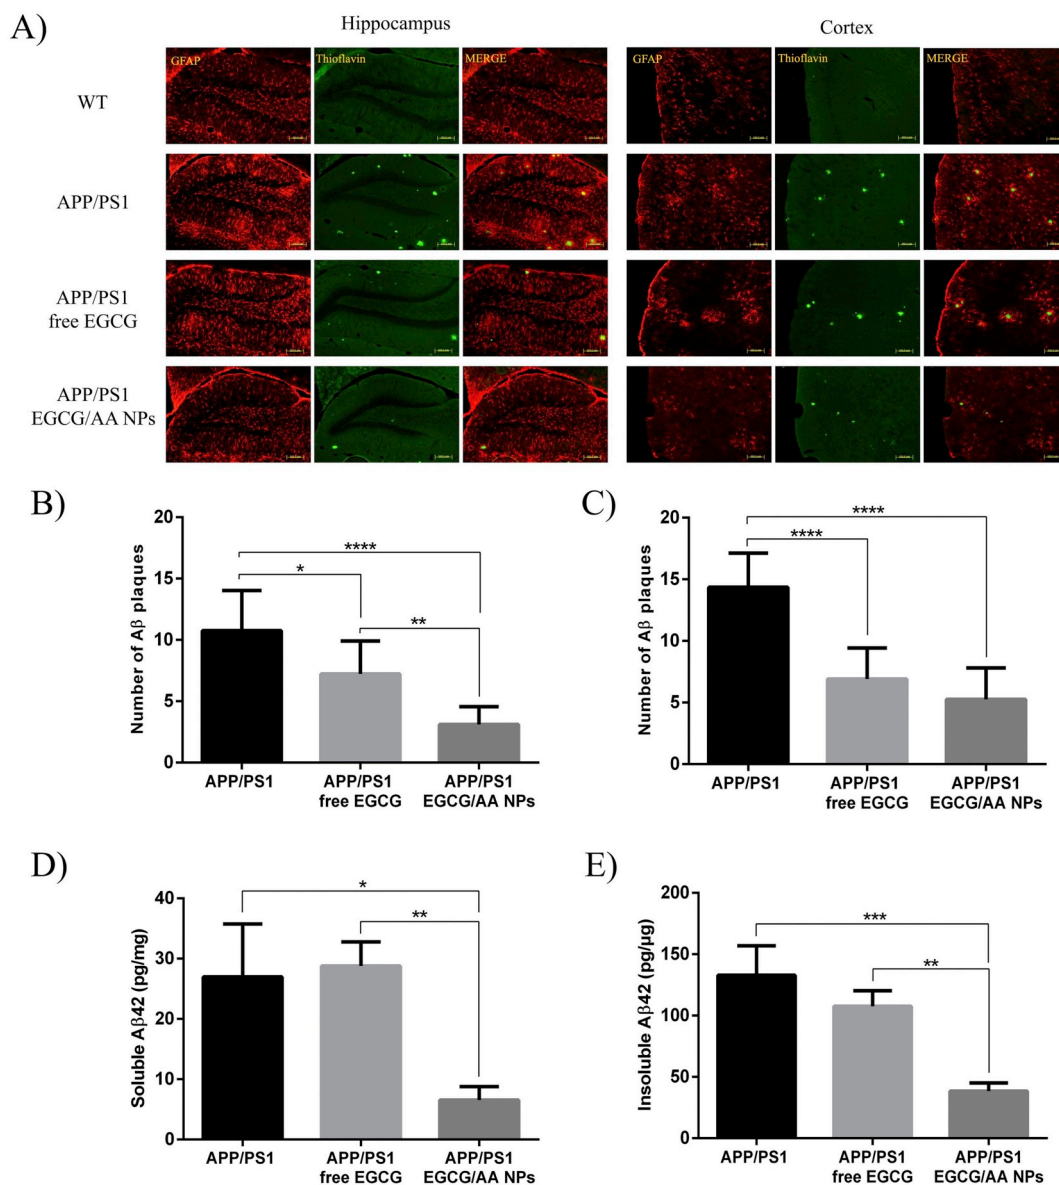 A)
Hippocampus
Cortex
GFAP
Thioflavin
MERGE
GFAP
Thioflavin
MERGE
WT
APP/PS1
APP/PS1
free EGCG
APP/PS1
EGCG/AA NPs
B)
Number of Aβ plaques
20
15
10
5
0
****
*
**
APP/PS1
APP/PS1
free EGCG
APP/PS1
EGCG/AA NPs
C)
Number of Aβ plaques
20
15
10
5
0
****
****
APP/PS1
APP/PS1
free EGCG
APP/PS1
EGCG/AA NPs
D)
Soluble Aβ42 (pg/mg)
40
30
20
10
0
*
**
APP/PS1
APP/PS1
free EGCG
APP/PS1
EGCG/AA NPs
E)
Insoluble Aβ42 (pg/µg)
200
150
100
50
0
***
**
APP/PS1
APP/PS1
free EGCG
APP/PS1
EGCG/AA NPs